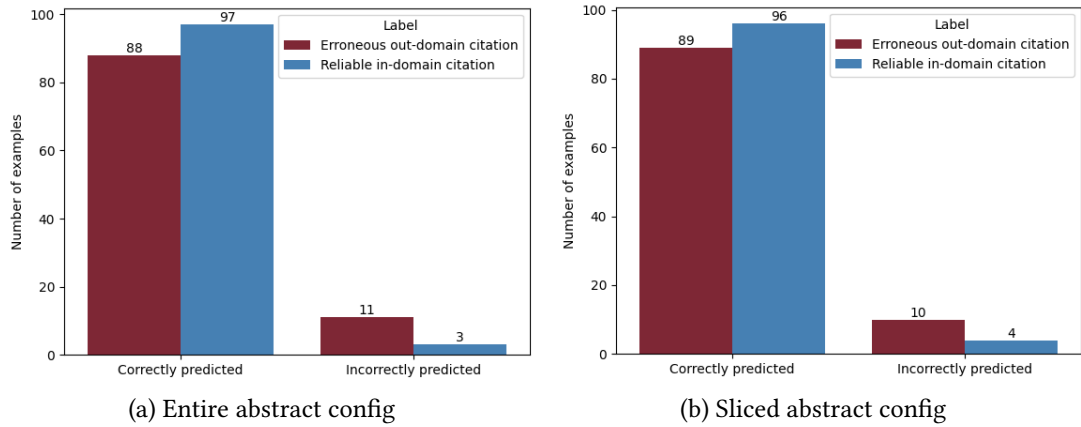 Number of examples
100
80
60
40
20
0
88
97
11
3
Label
Erroneous out-domain citation
Reliable in-domain citation
Correctly predicted
Incorrectly predicted
(a) Entire abstract config
Number of examples
100
80
60
40
20
0
89
96
10
4
Label
Erroneous out-domain citation
Reliable in-domain citation
Correctly predicted
Incorrectly predicted
(b) Sliced abstract config